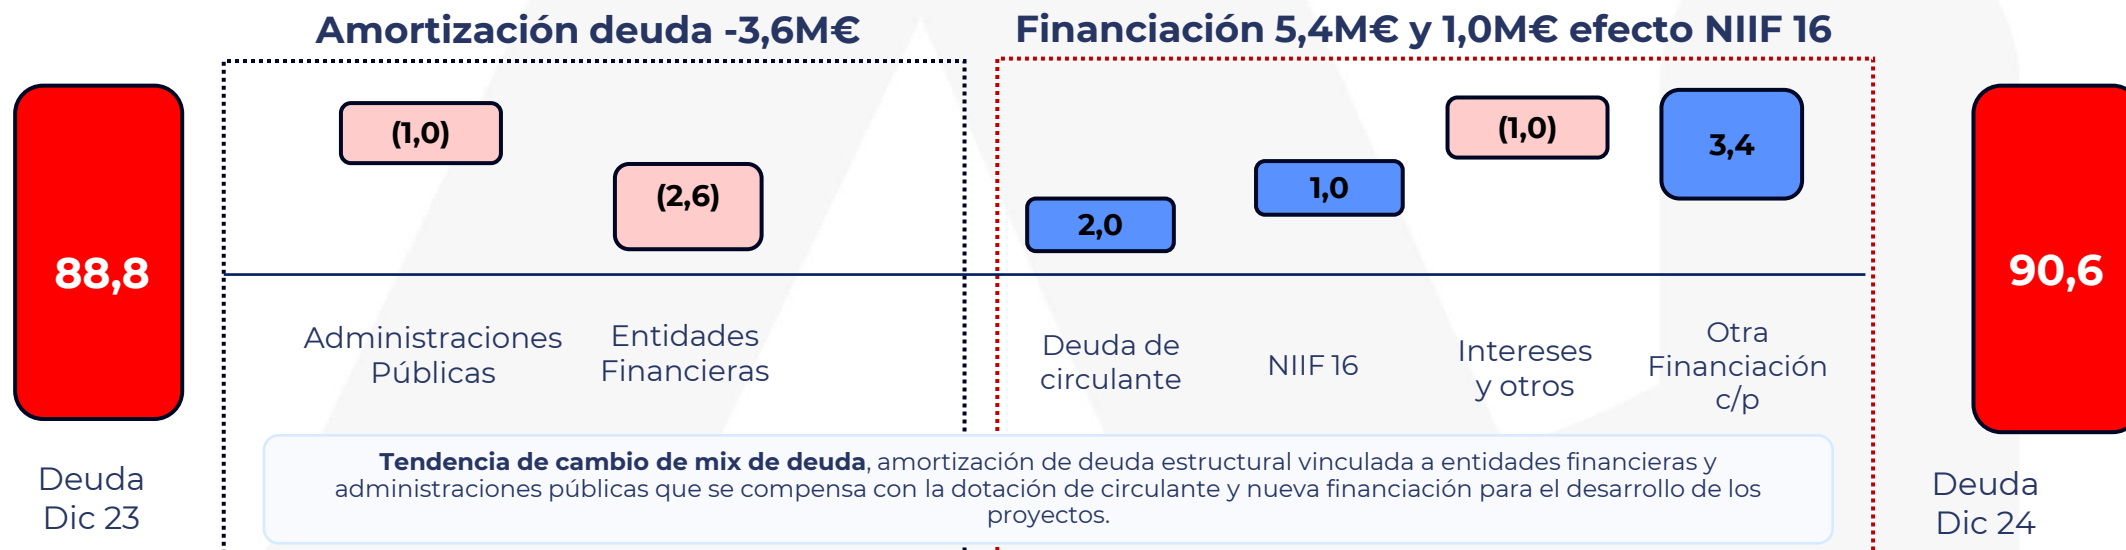 Amortización deuda -3,6M€
Financiación 5,4M€ y 1,0M€ efecto NIIF 16
88,8
(1,0)
(2,6)
2,0
1,0
(1,0)
3,4
90,6
Administraciones
Públicas
Entidades
Financieras
Deuda de
circulante
NIIF 16
Intereses
y otros
Otra
Financiación
c/p
Deuda
Dic 23
Tendencia de cambio de mix de deuda, amortización de deuda estructural vinculada a entidades financieras y
administraciones públicas que se compensa con la dotación de circulante y nueva financiación para el desarrollo de los
proyectos.
Deuda
Dic 24